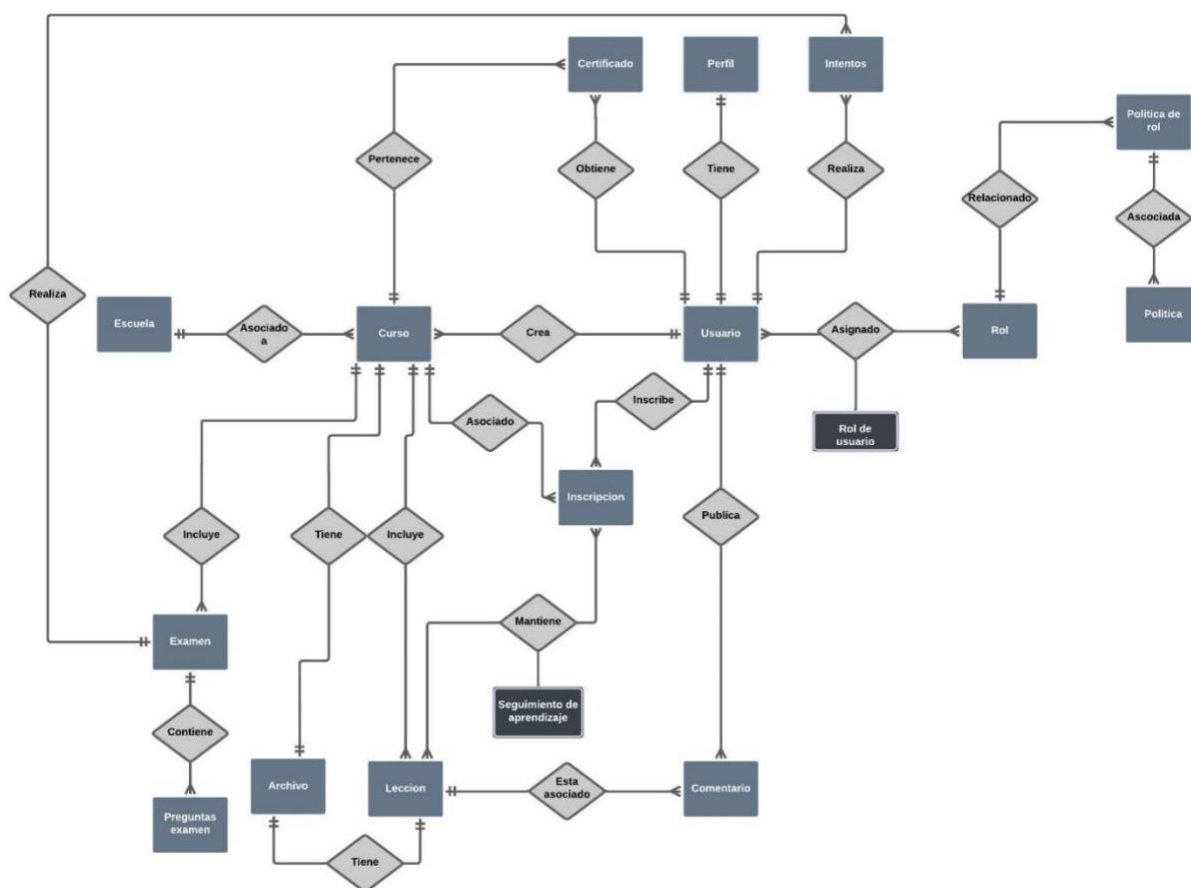 Certificado
Perfil
Intentos
Política de
rol
Pertenece
Obtiene
Tiene
Realiza
Relacionado
Ascociada
Realiza
Escuela
Asociado
a
Curso
Crea
Usuario
Asignado
Rol
Politica
Inscribe
Asociado
Rol de
usuario
Inscripcion
Publica
Incluye
Tiene
Incluye
Examen
Mantiene
Seguimiento de
aprendizaje
Contiene
Archivo
Leccion
Esta
asociado
Comentario
Preguntas
examen
Tiene